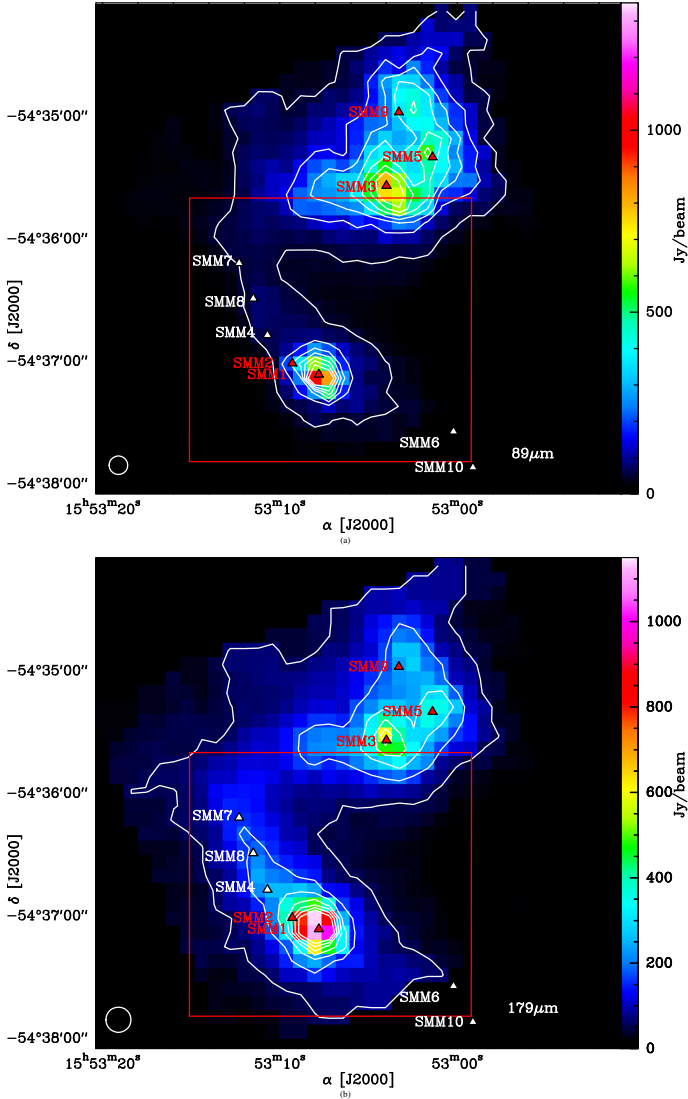 −54°35′00″
−54°36′00″
−54°37′00″
−54°38′00″
δ [J2000]
SMM9
SMM5
SMM3
SMM7
SMM8
SMM4
SMM2
SMM1
SMM6
SMM10
89μm
1000
500
0
Jy/beam
15ʰ53ᵐ20ˢ
53ᵐ10ˢ
53ᵐ00ˢ
α [J2000]
(a)
−54°35′00″
−54°36′00″
−54°37′00″
−54°38′00″
δ [J2000]
SMM9
SMM5
SMM3
SMM7
SMM8
SMM4
SMM2
SMM1
SMM6
SMM10
179μm
1000
800
600
400
200
0
Jy/beam
15ʰ53ᵐ20ˢ
53ᵐ10ˢ
53ᵐ00ˢ
α [J2000]
(b)